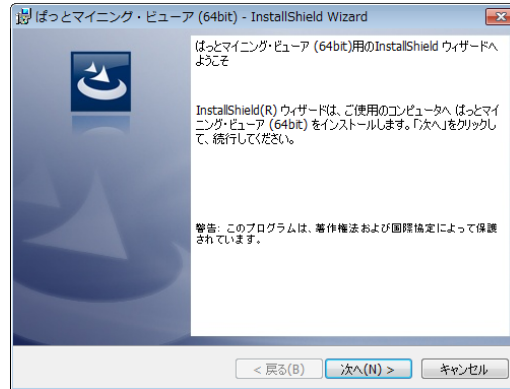 ぱっとマイニング・ビューア (64bit) - InstallShield Wizard
ぱっとマイニング・ビューア (64bit)用のInstallShield ウィザードへ
ようこそ
InstallShield(R) ウィザードは、ご使用のコンピュータへ ぱっとマイ
ニング・ビューア (64bit) をインストールします。「次へ」をクリックし
て、続行してください。
警告: このプログラムは、著作権法および国際協定によって保護
されています。
< 戻る(B)
次へ(N) >
キャンセル